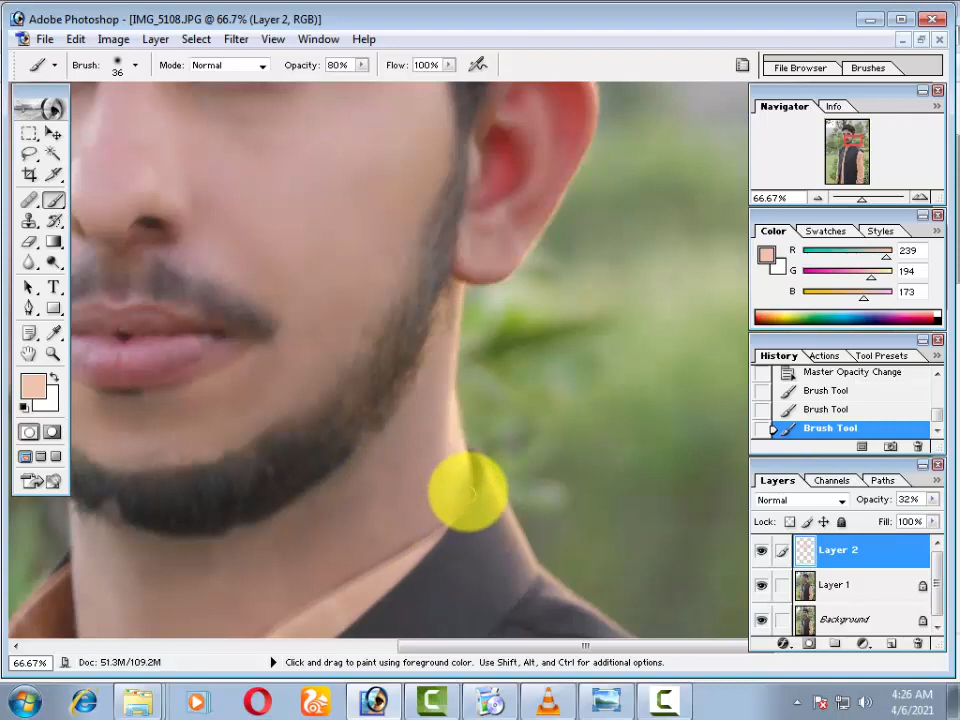 Adobe Photoshop - [IMG_5108.JPG @ 66.7% (Layer 2, RGB)]
File Edit Image Layer Select Filter View Window Help
Brush: 36 Mode: Normal Opacity: 80% Flow: 100% File Browser Brushes
Navigator Info
66.67%
Color Swatches Styles
R 239
G 194
B 173
History Actions Tool Presets
Master Opacity Change
Brush Tool
Brush Tool
Brush Tool
Layers Channels Paths
Normal Opacity: 32%
Lock: Fill: 100%
Layer 2
Layer 1
Background
66.67% Doc: 51.3M/109.2M Click and drag to paint using foreground color. Use Shift, Alt, and Ctrl for additional options.
4:26 AM
4/6/2021